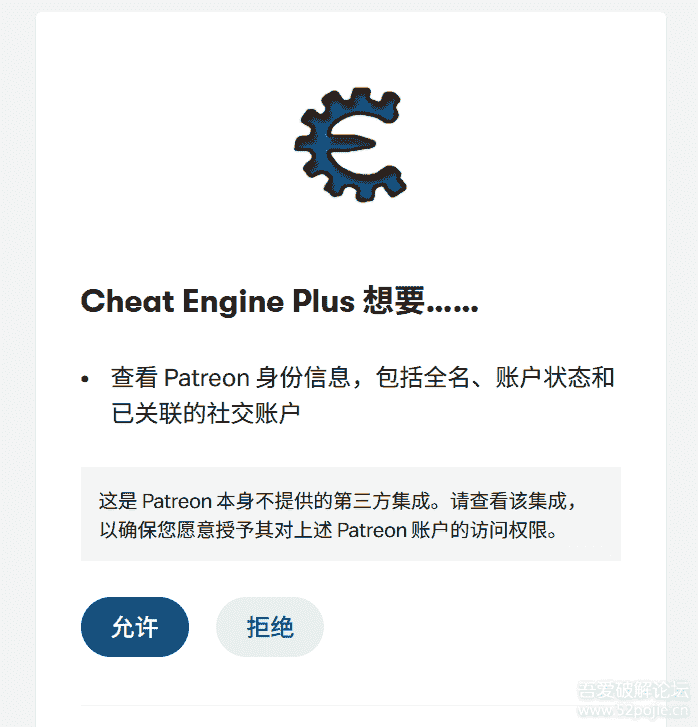 Cheat Engine Plus 想要……
• 查看 Patreon 身份信息，包括全名、账户状态和
已关联的社交账户
这是 Patreon 本身不提供的第三方集成。请查看该集成，
以确保您愿意授予其对上述 Patreon 账户的访问权限。
允许 拒绝
吾爱破解论坛
www.52pojie.cn